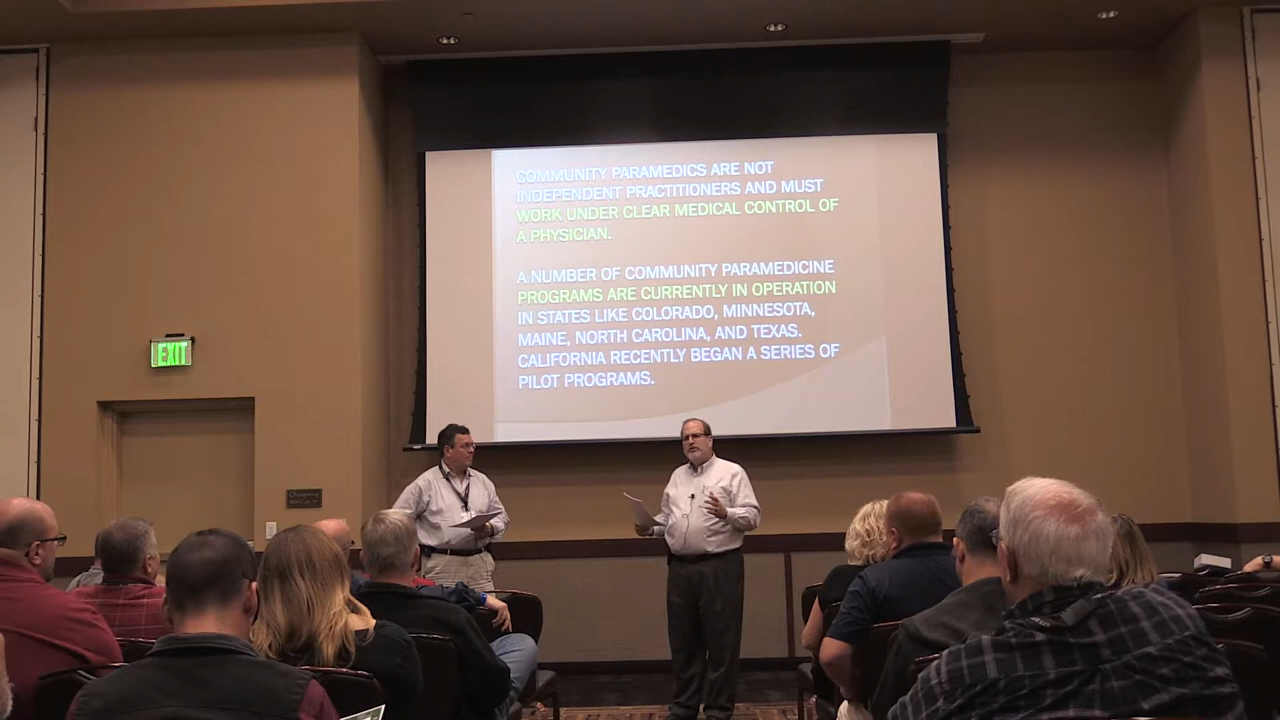 COMMUNITY PARAMEDICS ARE NOT
INDEPENDENT PRACTITIONERS AND MUST
WORK UNDER CLEAR MEDICAL CONTROL OF
A PHYSICIAN.
A NUMBER OF COMMUNITY PARAMEDICINE
PROGRAMS ARE CURRENTLY IN OPERATION
IN STATES LIKE COLORADO, MINNESOTA,
MAINE, NORTH CAROLINA, AND TEXAS.
CALIFORNIA RECENTLY BEGAN A SERIES OF
PILOT PROGRAMS.
EXIT
Occupancy